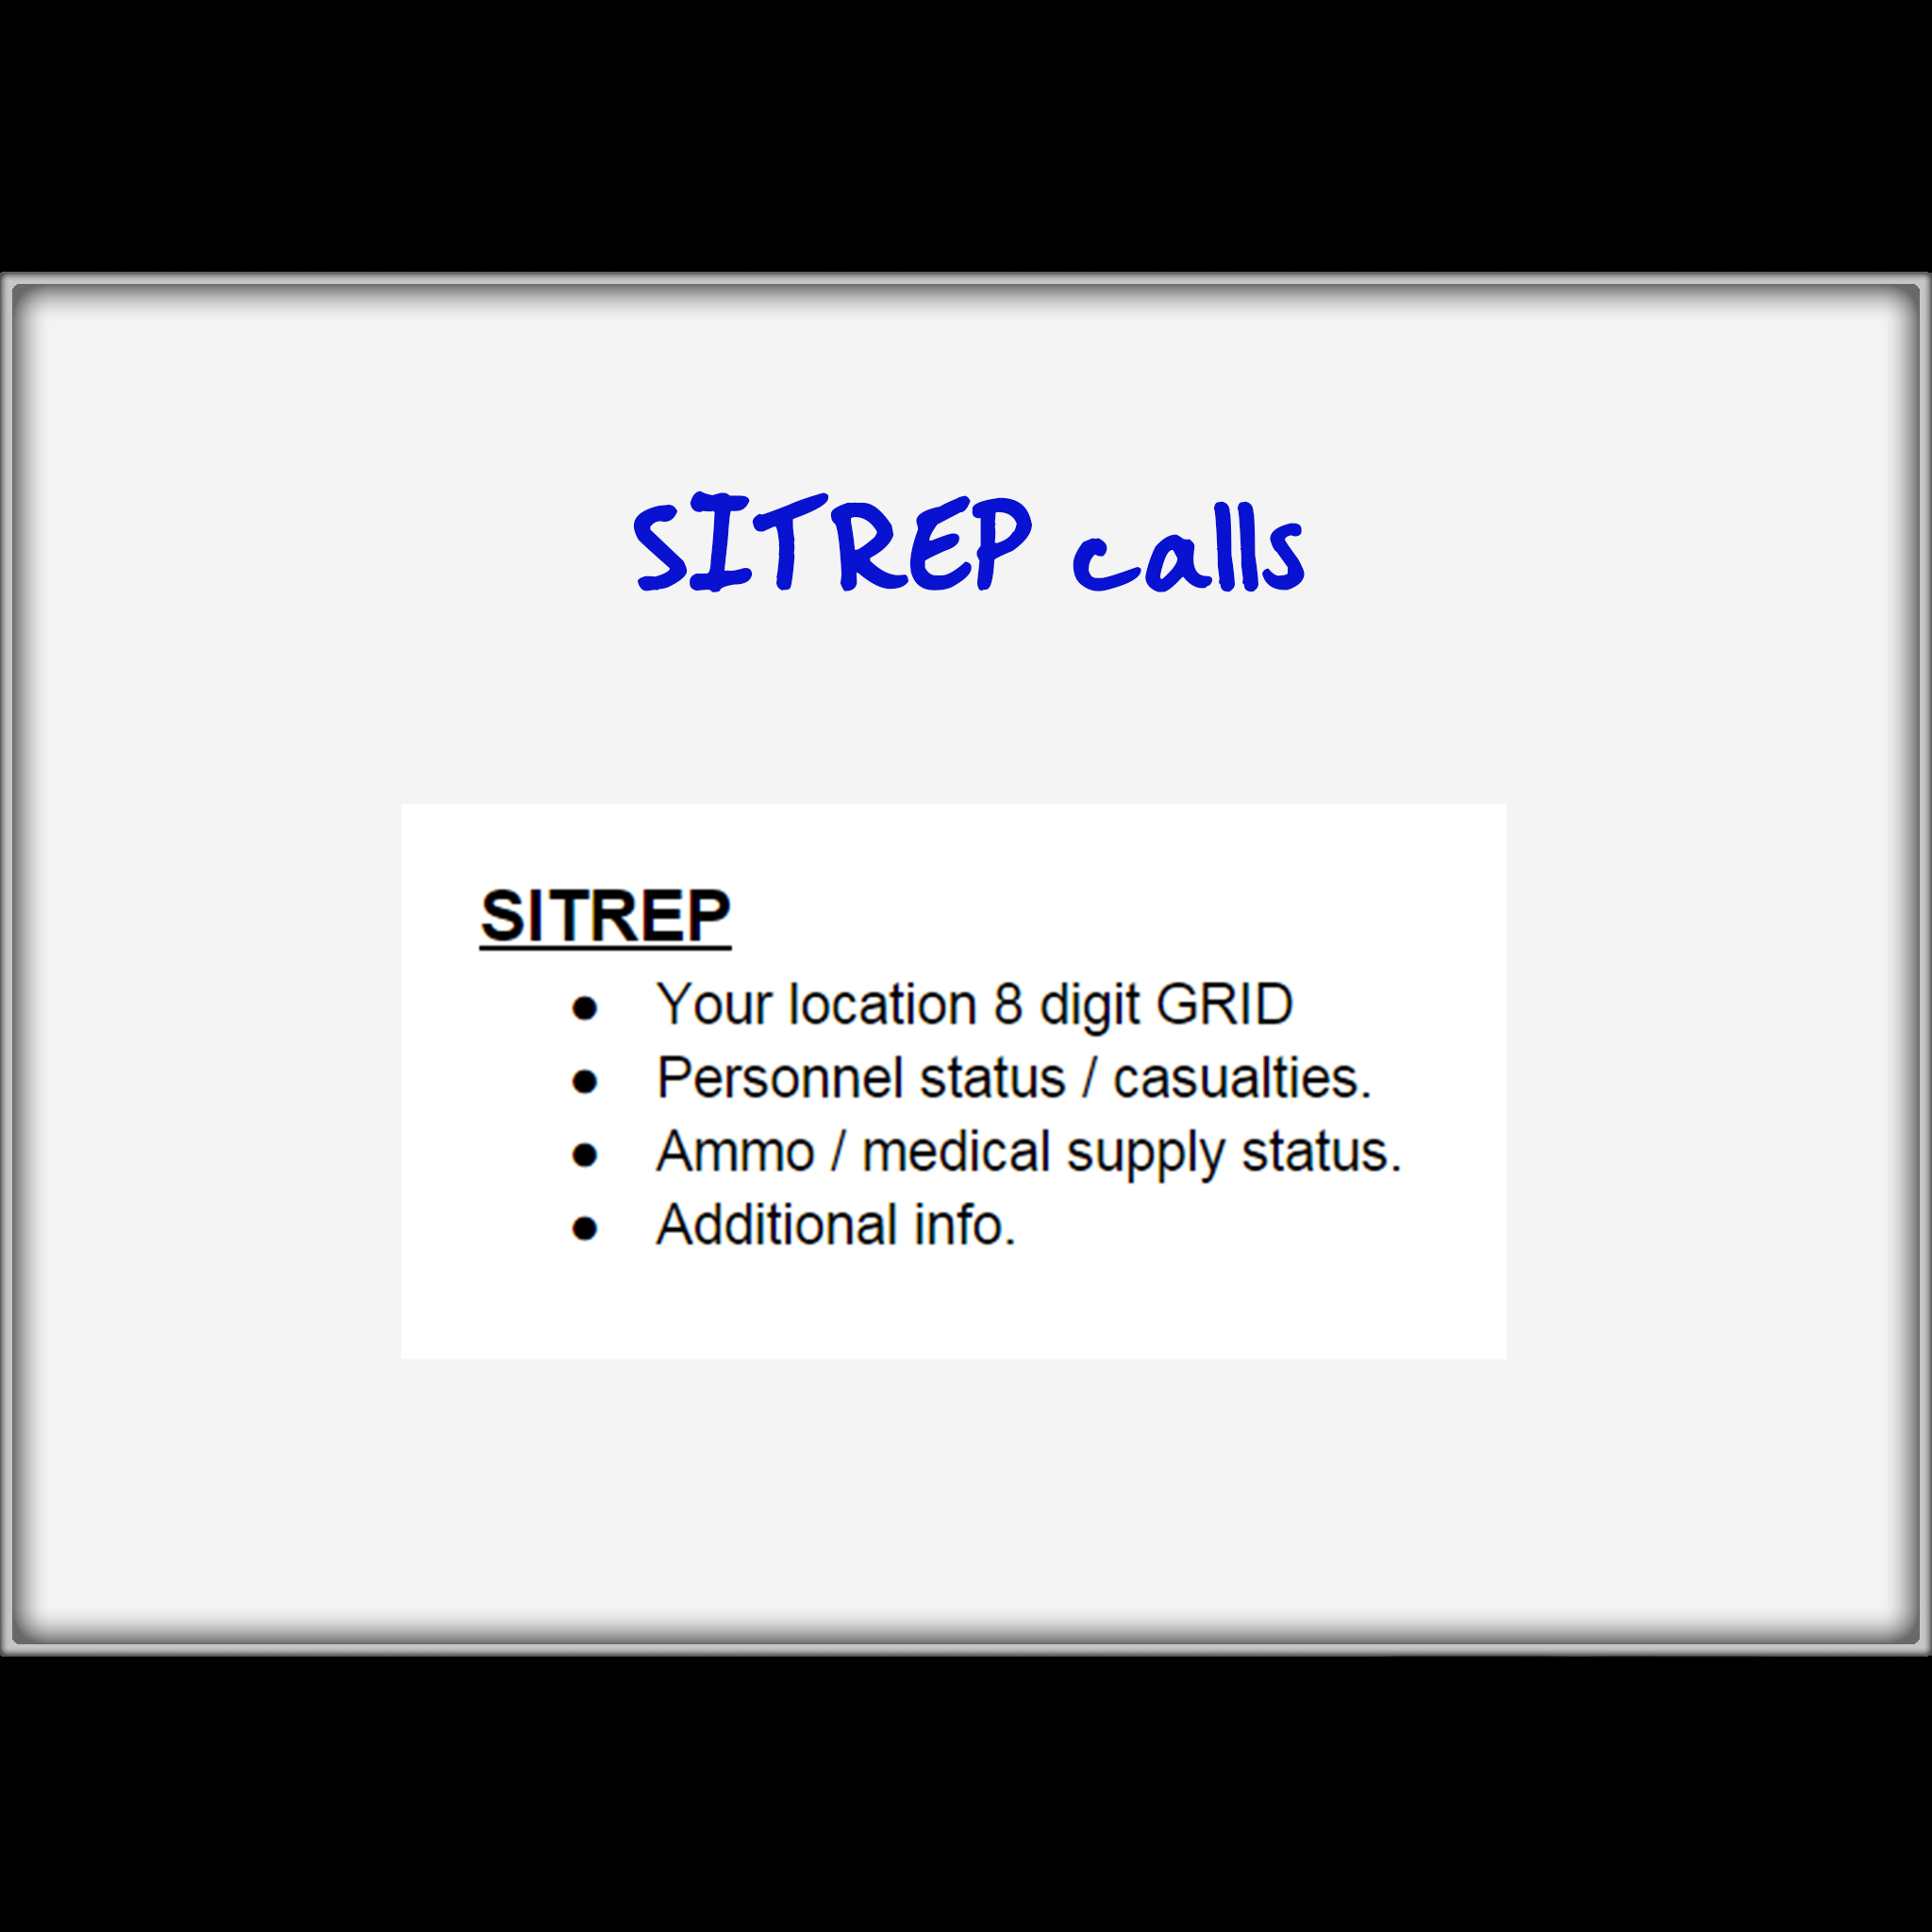 SITREP calls
SITREP
● Your location 8 digit GRID
● Personnel status / casualties.
● Ammo / medical supply status.
● Additional info.